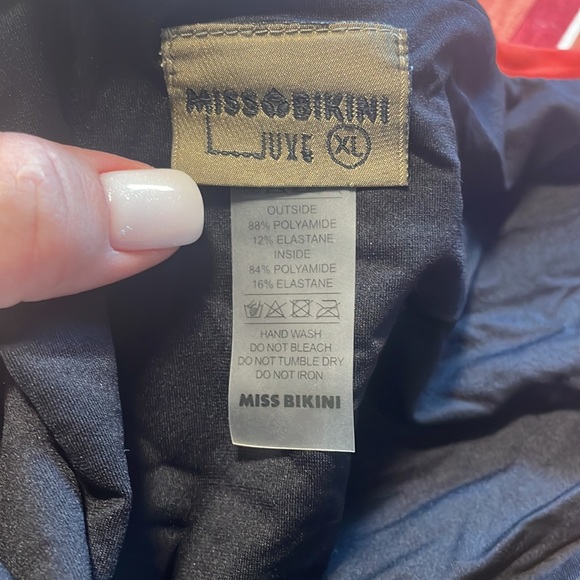 MISS BIKINI
JUVE XL
OUTSIDE
88% POLYAMIDE
12% ELASTANE
INSIDE
84% POLYAMIDE
16% ELASTANE
HAND WASH
DO NOT BLEACH
DO NOT TUMBLE DRY
DO NOT IRON
MISS BIKINI